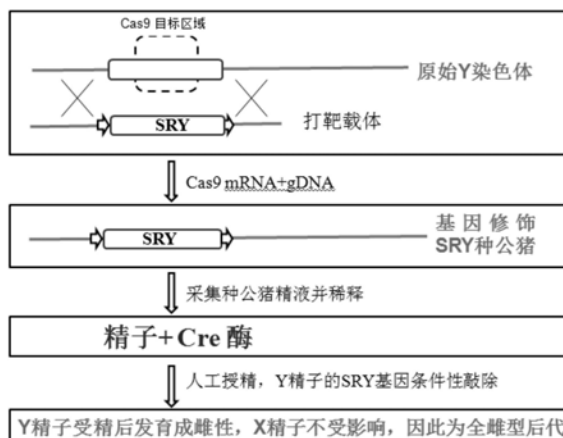 Cas9 目标区域
原始Y染色体
SRY
打靶载体
Cas9 mRNA+gDNA
SRY
基因修饰
SRY种公猪
采集种公猪精液并稀释
精子+ Cre 酶
人工授精，Y精子的SRY基因条件性敲除
Y精子受精后发育成雌性，X精子不受影响，因此为全雌型后代